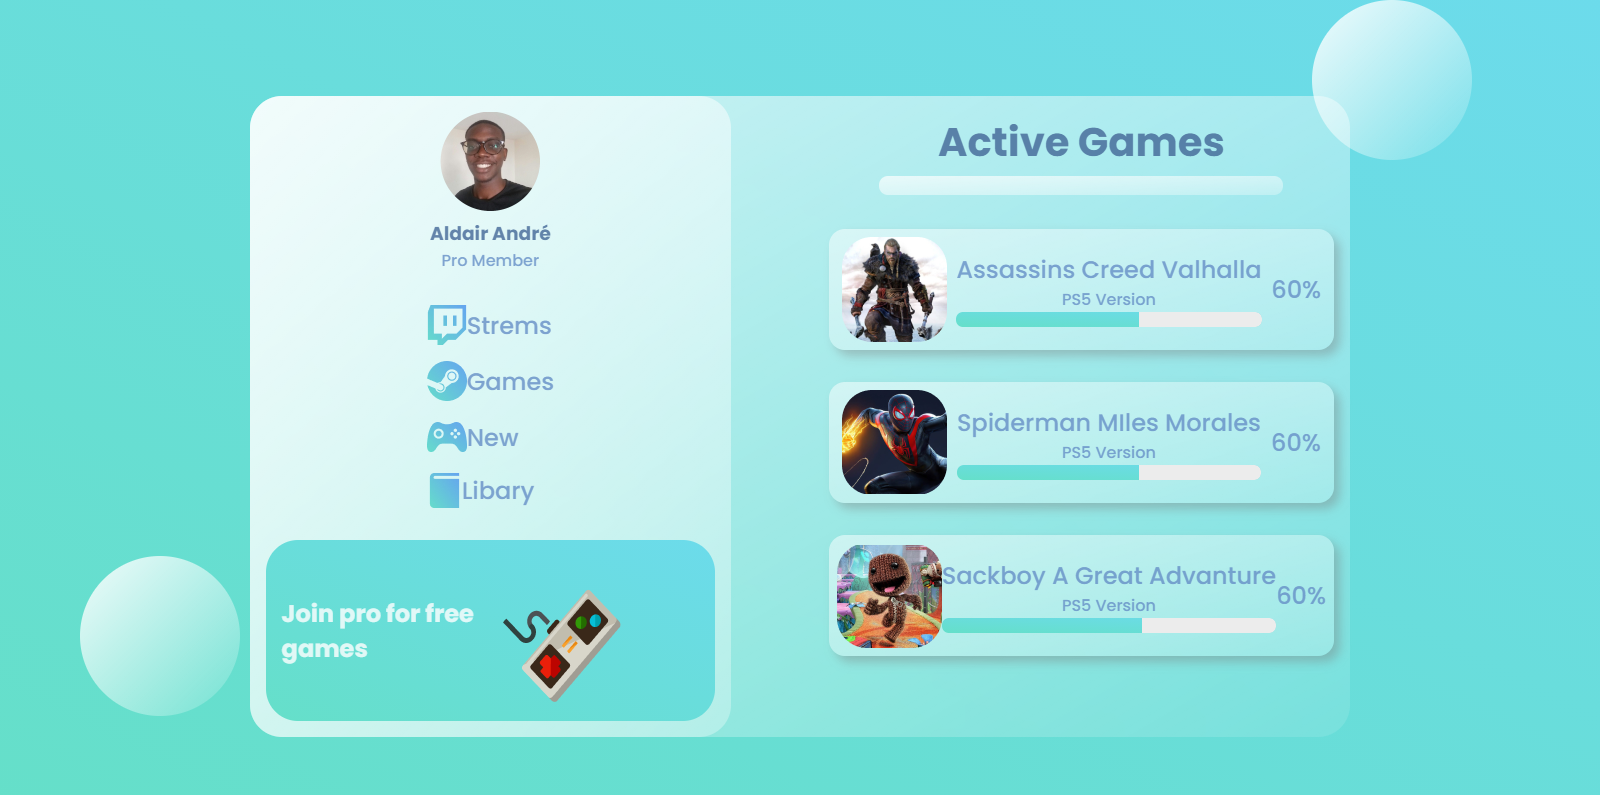 Aldair André
Pro Member
Strems
Games
New
Libary
Join pro for free
games
Active Games
Assassins Creed Valhalla
PS5 Version
60%
Spiderman MIles Morales
PS5 Version
60%
Sackboy A Great Advanture
PS5 Version
60%